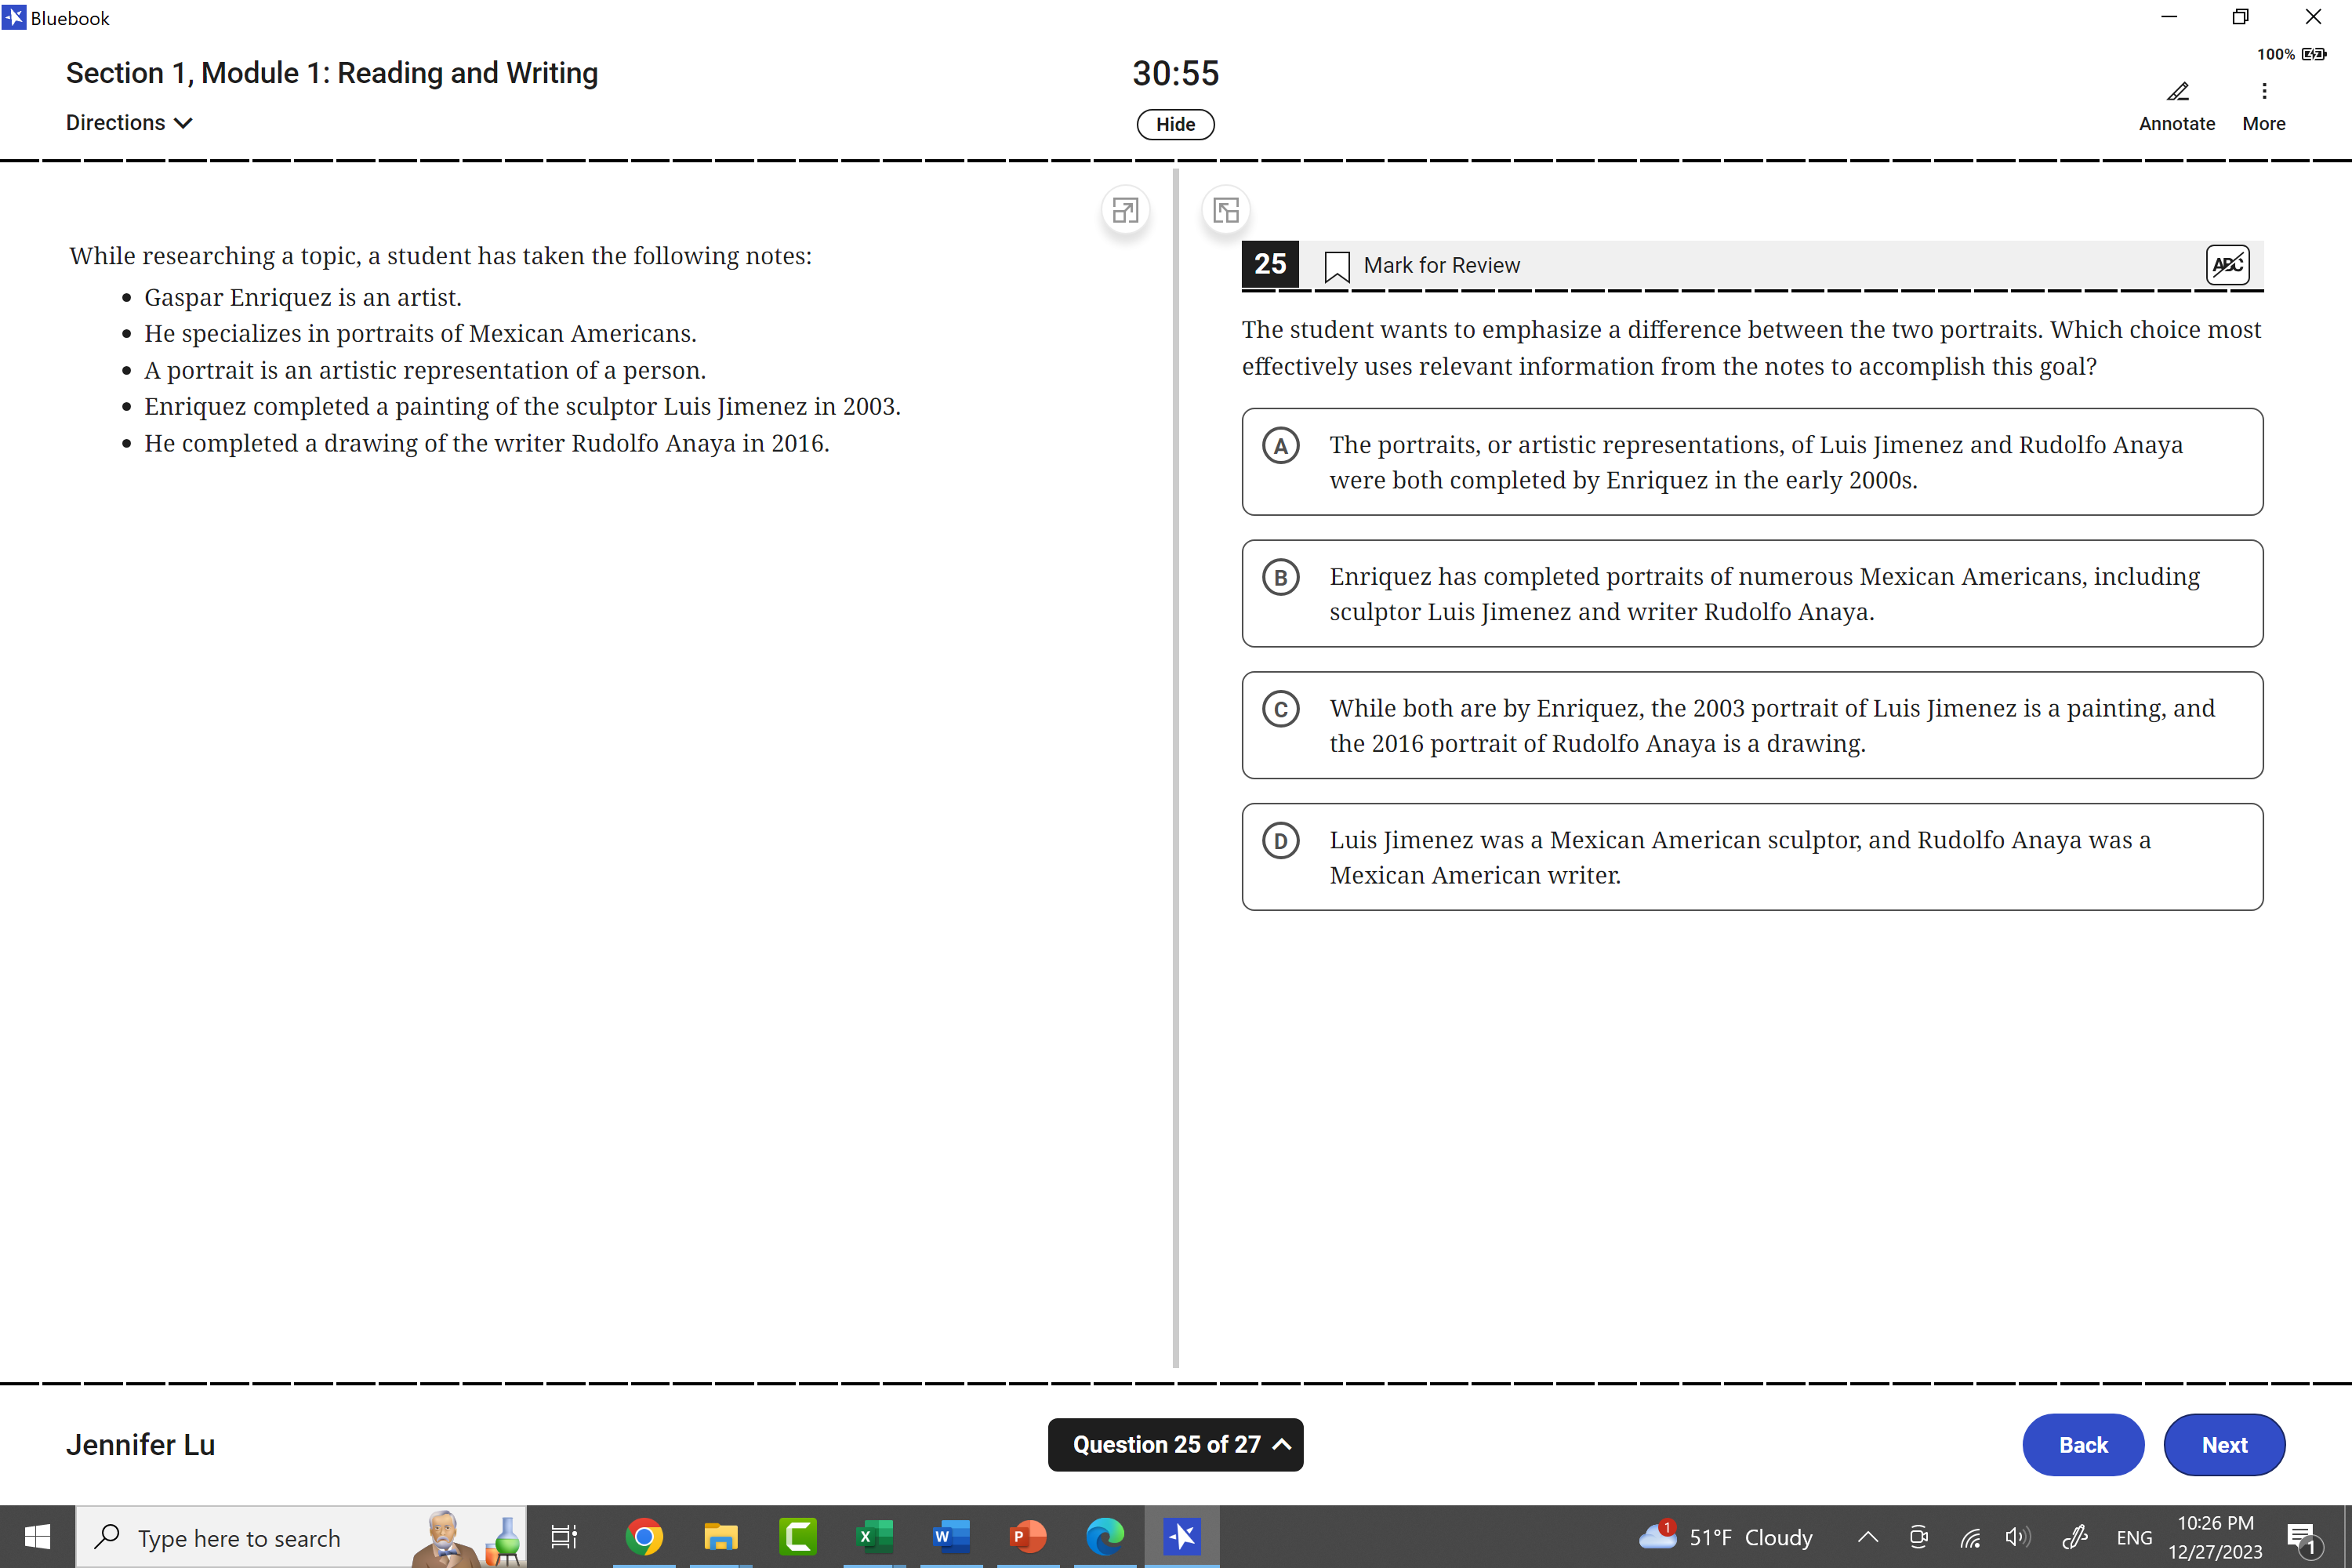 Bluebook
100%
Section 1, Module 1: Reading and Writing
30:55
Directions
Hide
Annotate
More
While researching a topic, a student has taken the following notes:
• Gaspar Enriquez is an artist.
• He specializes in portraits of Mexican Americans.
• A portrait is an artistic representation of a person.
• Enriquez completed a painting of the sculptor Luis Jimenez in 2003.
• He completed a drawing of the writer Rudolfo Anaya in 2016.
25
Mark for Review
ABC
The student wants to emphasize a difference between the two portraits. Which choice most
effectively uses relevant information from the notes to accomplish this goal?
A
The portraits, or artistic representations, of Luis Jimenez and Rudolfo Anaya
were both completed by Enriquez in the early 2000s.
B
Enriquez has completed portraits of numerous Mexican Americans, including
sculptor Luis Jimenez and writer Rudolfo Anaya.
C
While both are by Enriquez, the 2003 portrait of Luis Jimenez is a painting, and
the 2016 portrait of Rudolfo Anaya is a drawing.
D
Luis Jimenez was a Mexican American sculptor, and Rudolfo Anaya was a
Mexican American writer.
Jennifer Lu
Question 25 of 27
Back
Next
Type here to search
X
W
P
1
51°F Cloudy
ENG
10:26 PM
12/27/2023
1